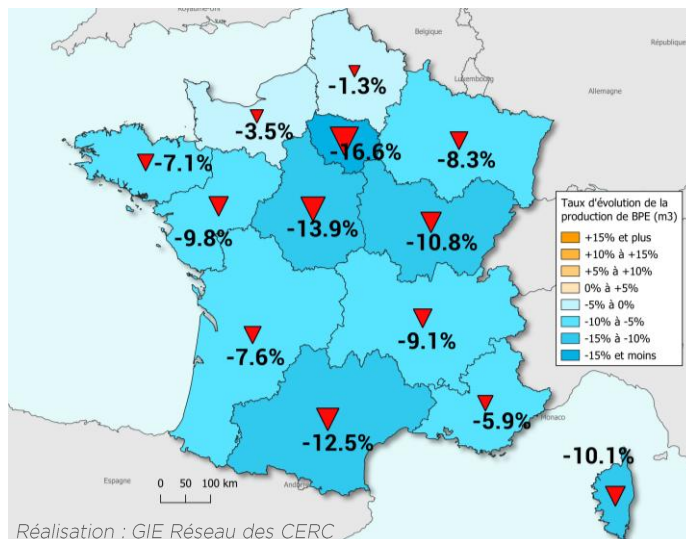 Royaume-Uni
Belgique
République
Luxembourg
Allemagne
-1.3%
-3.5%
-16.6%
-7.1%
-8.3%
-9.8%
-13.9%
-10.8%
Taux d'évolution de la
production de BPE (m3)
+15% et plus
+10% à +15%
+5% à +10%
0% à +5%
-5% à 0%
-10% à -5%
-15% à -10%
-15% et moins
-7.6%
-9.1%
-5.9%
Monaco
-12.5%
-10.1%
Espagne
0 50 100 km
Réalisation : GIE Réseau des CERC